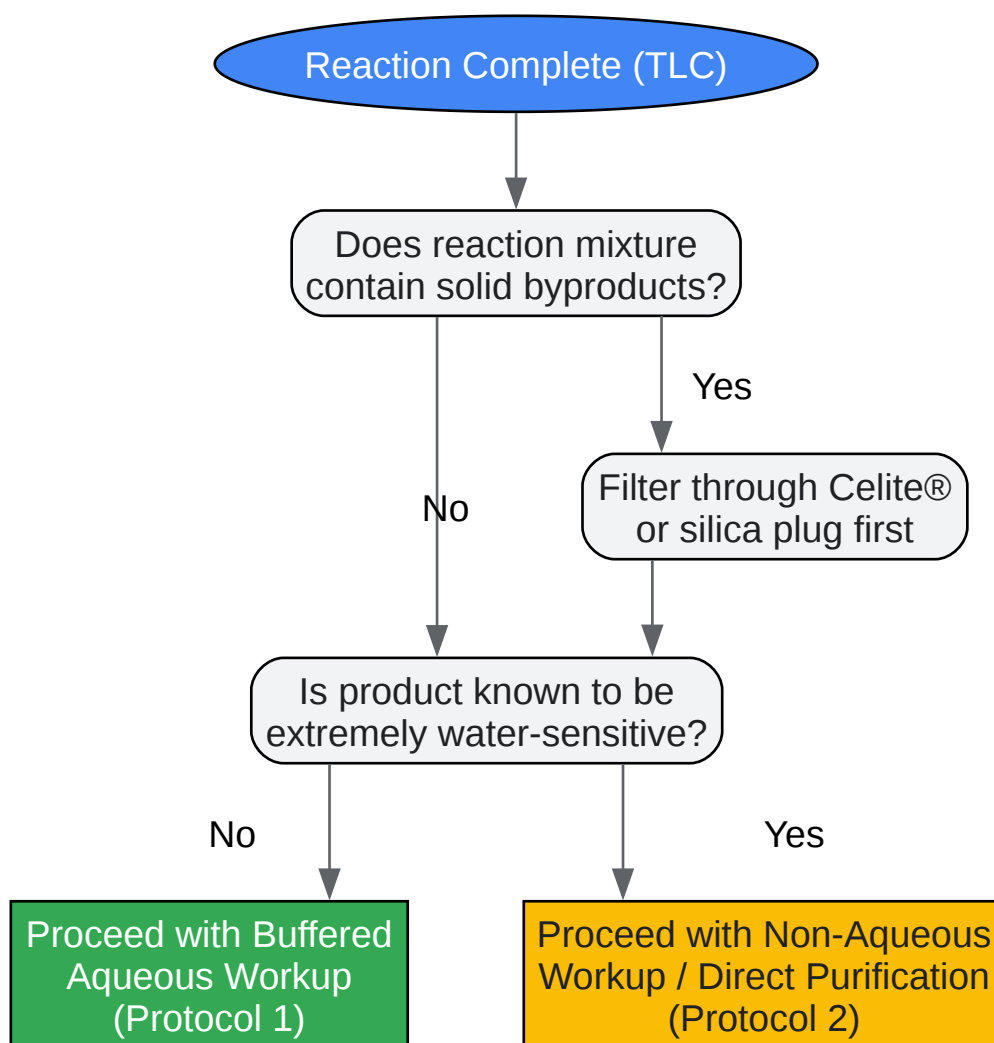 Reaction Complete (TLC)
Does reaction mixture
contain solid byproducts?
Yes
Filter through Celite®
or silica plug first
No
Is product known to be
extremely water-sensitive?
No
Yes
Proceed with Buffered
Aqueous Workup
(Protocol 1)
Proceed with Non-Aqueous
Workup / Direct Purification
(Protocol 2)